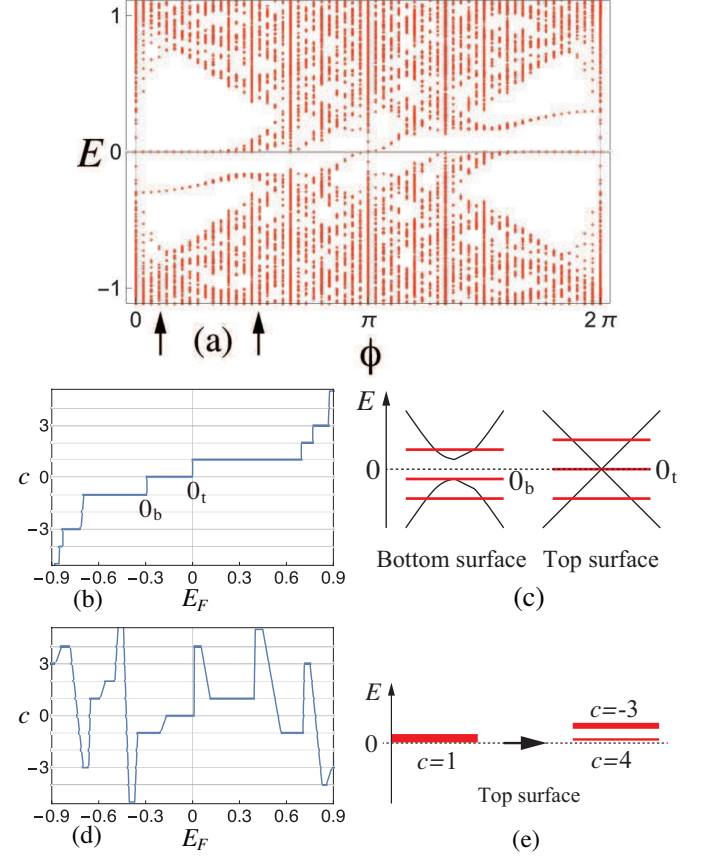 1
E
0
−1
0
π
2 π
(a)
ϕ
3
c
0
−3
0b
0t
−0.9 −0.6 −0.3 0 0.3 0.6 0.9
(b)
EF
E
0
0b
0t
Bottom surface Top surface
(c)
3
c
0
−3
−0.9 −0.6 −0.3 0 0.3 0.6 0.9
(d)
EF
E
0
c=1
c=-3
c=4
Top surface
(e)